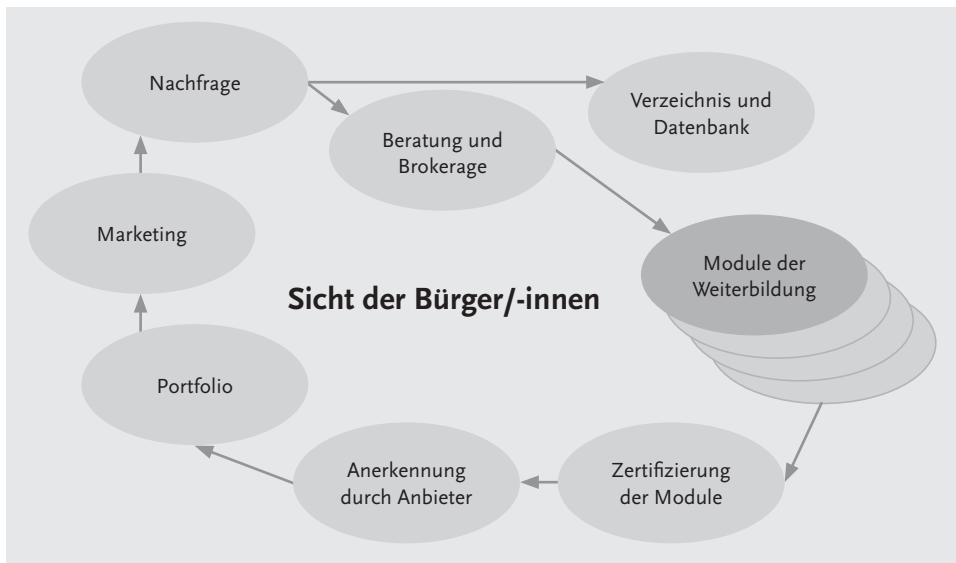 Nachfrage
Verzeichnis und
Datenbank
Beratung und
Brokerage
Marketing
Module der
Weiterbildung
Sicht der Bürger/-innen
Portfolio
Anerkennung
durch Anbieter
Zertifizierung
der Module